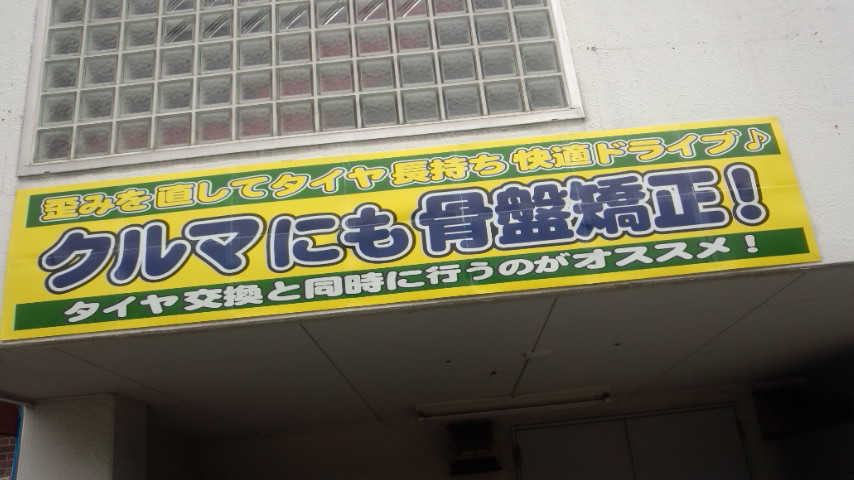 歪みを直してタイヤ長持ち 快適ドライブ♪
クルマにも骨盤矯正!
タイヤ交換と同時に行うのがオススメ!